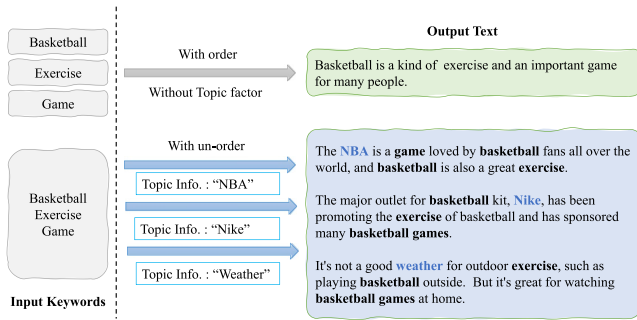 Output Text
Basketball
Exercise
Game
With order
Without Topic factor
Basketball is a kind of exercise and an important game
for many people.
Basketball
Exercise
Game
Input Keywords
With un-order
Topic Info. : “NBA”
Topic Info. : “Nike”
Topic Info. : “Weather”
The NBA is a game loved by basketball fans all over the
world, and basketball is also a great exercise.
The major outlet for basketball kit, Nike, has been
promoting the exercise of basketball and has sponsored
many basketball games.
It's not a good weather for outdoor exercise, such as
playing basketball outside. But it's great for watching
basketball games at home.